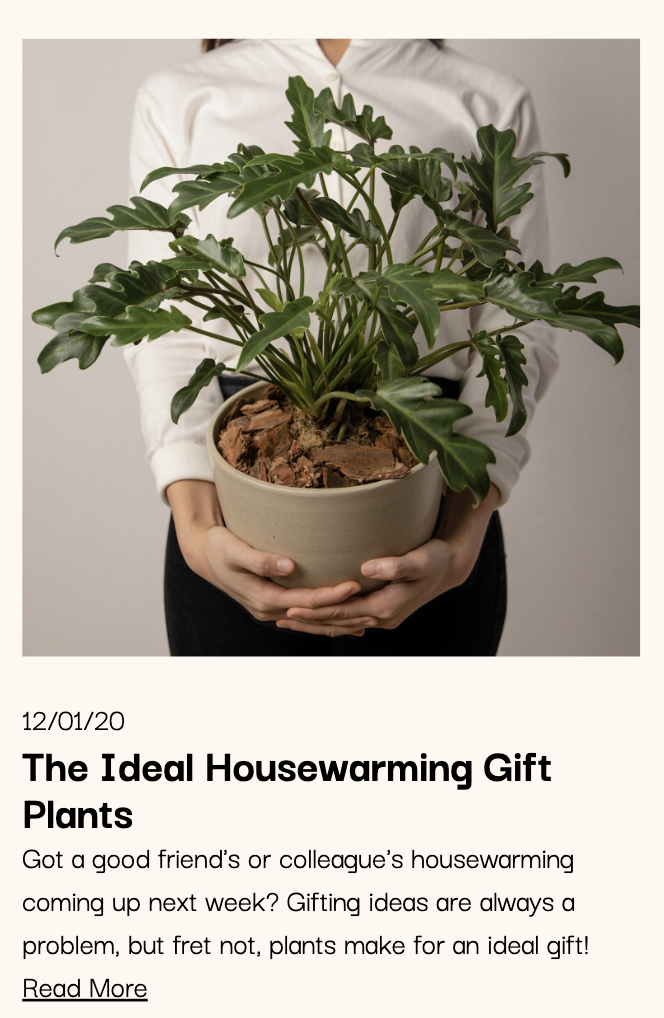 12/01/20
The Ideal Housewarming Gift
Plants
Got a good friend’s or colleague’s housewarming
coming up next week? Gifting ideas are always a
problem, but fret not, plants make for an ideal gift!
Read More